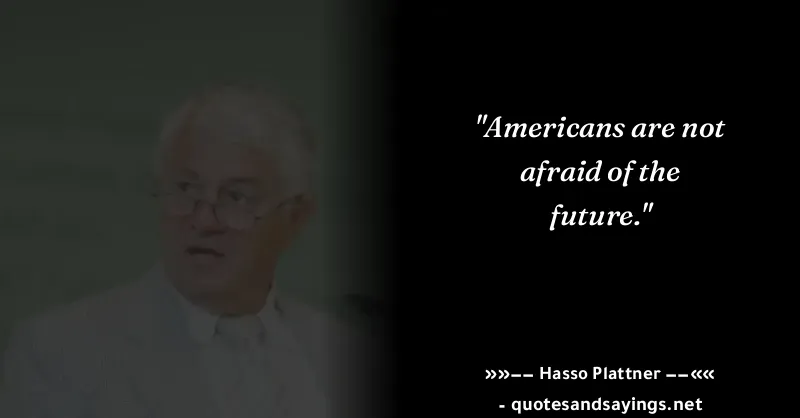 "Americans are not
afraid of the
future."
»»−− Hasso Plattner −−««
- quotesandsayings.net